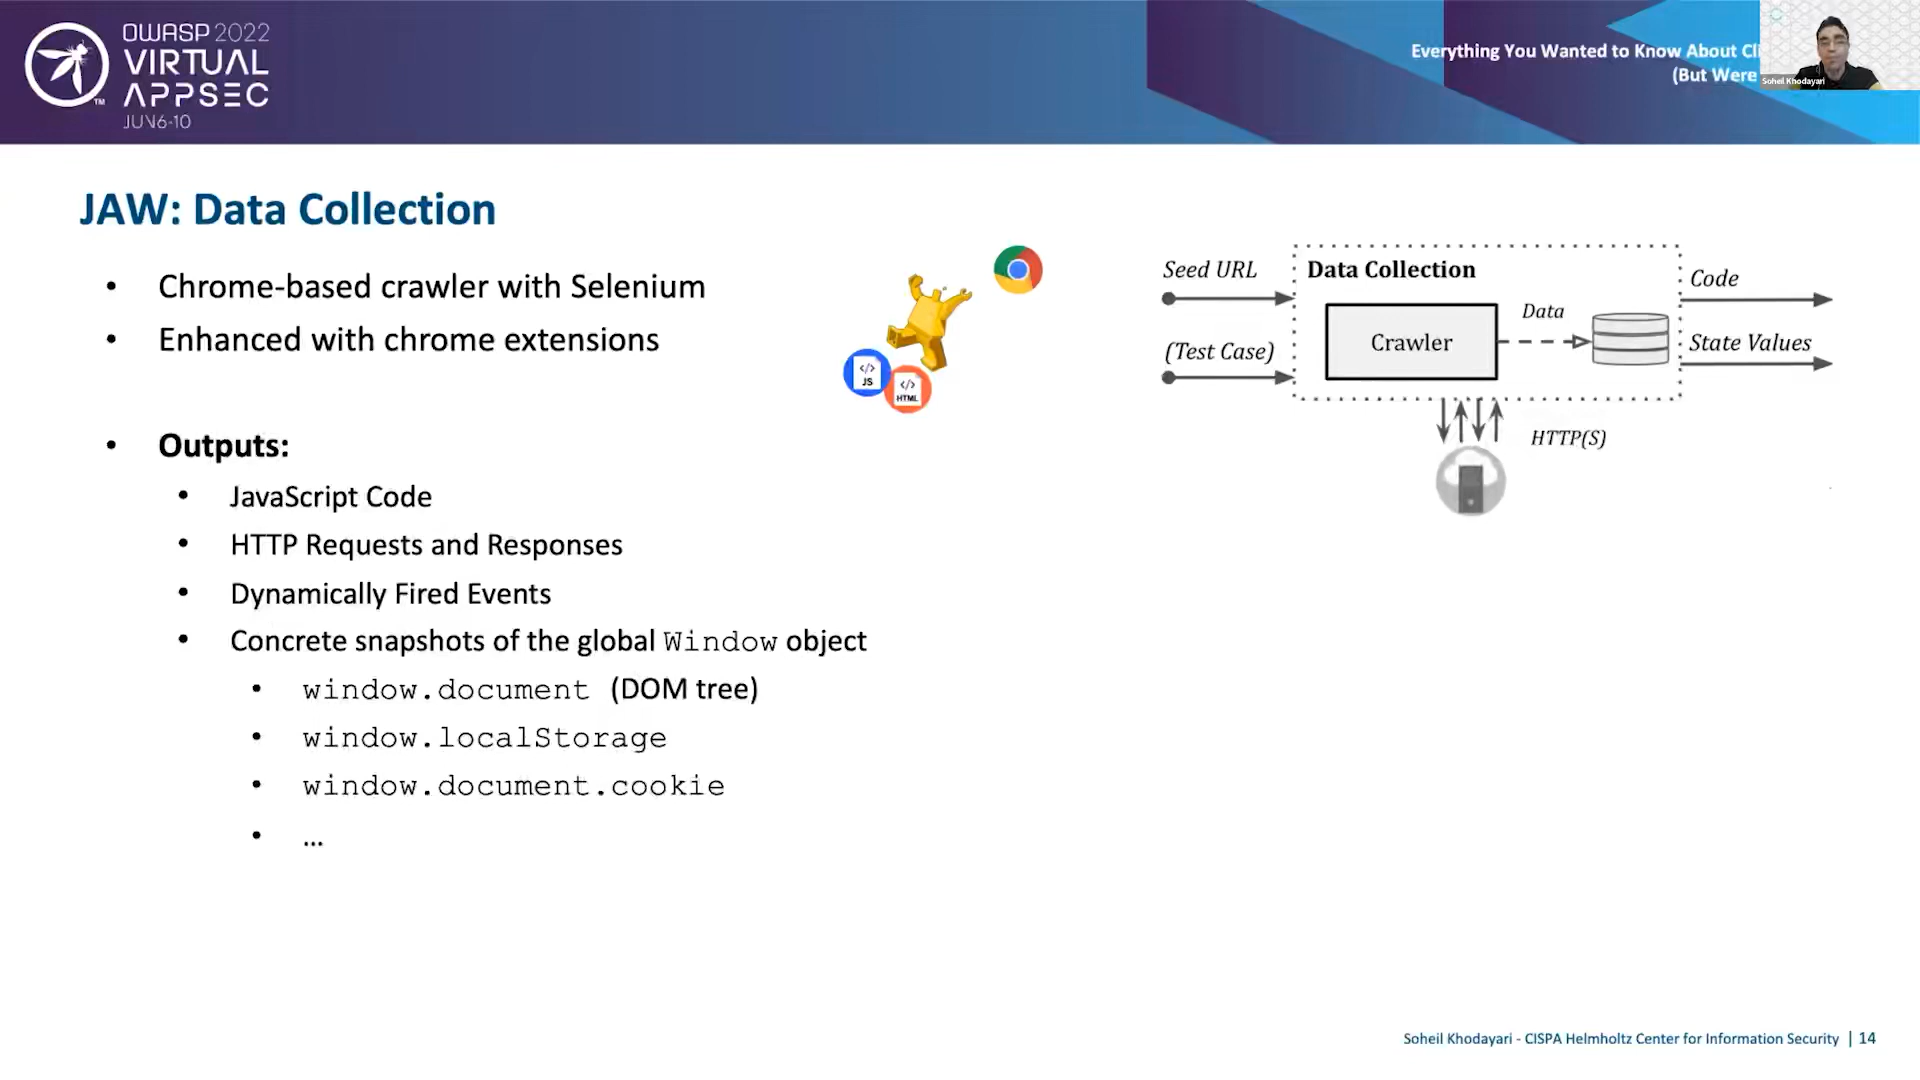 OWASP 2022
VIRTUAL
APPSEC
JUN6-10
TM
Everything You Wanted to Know About
(But Were
Soheil Khodayari
JAW: Data Collection
• Chrome-based crawler with Selenium
• Enhanced with chrome extensions
</> JS
</> HTML
• Outputs:
• JavaScript Code
• HTTP Requests and Responses
• Dynamically Fired Events
• Concrete snapshots of the global Window object
• window.document (DOM tree)
• window.localStorage
• window.document.cookie
• ...
Seed URL
(Test Case)
Data Collection
Crawler
Data
Code
State Values
HTTP(S)
Soheil Khodayari - CISPA Helmholtz Center for Information Security | 14